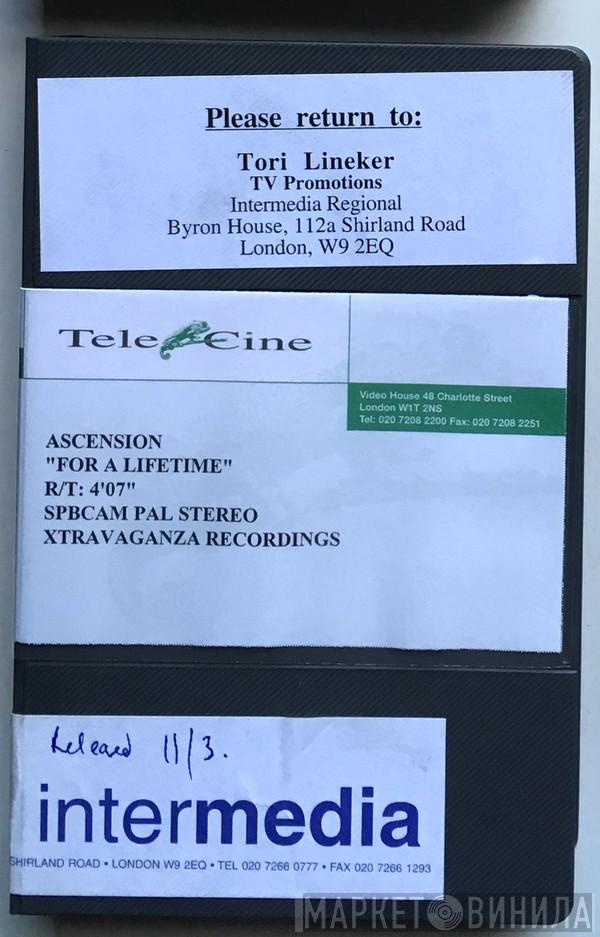 Please return to:
Tori Lineker
TV Promotions
Intermedia Regional
Byron House, 112a Shirland Road
London, W9 2EQ
Tele Cine
Video House 48 Charlotte Street
London W1T 2NS
Tel: 020 7208 2200 Fax: 020 7208 2251
ASCENSION
"FOR A LIFETIME"
R/T: 4'07"
SPBCAM PAL STEREO
XTRAVAGANZA RECORDINGS
Released 11/3.
intermedia
SHIRLAND ROAD • LONDON W9 2EQ • TEL 020 7266 0777 • FAX 020 7266 1293
МАРКЕТ ВИНИЛА